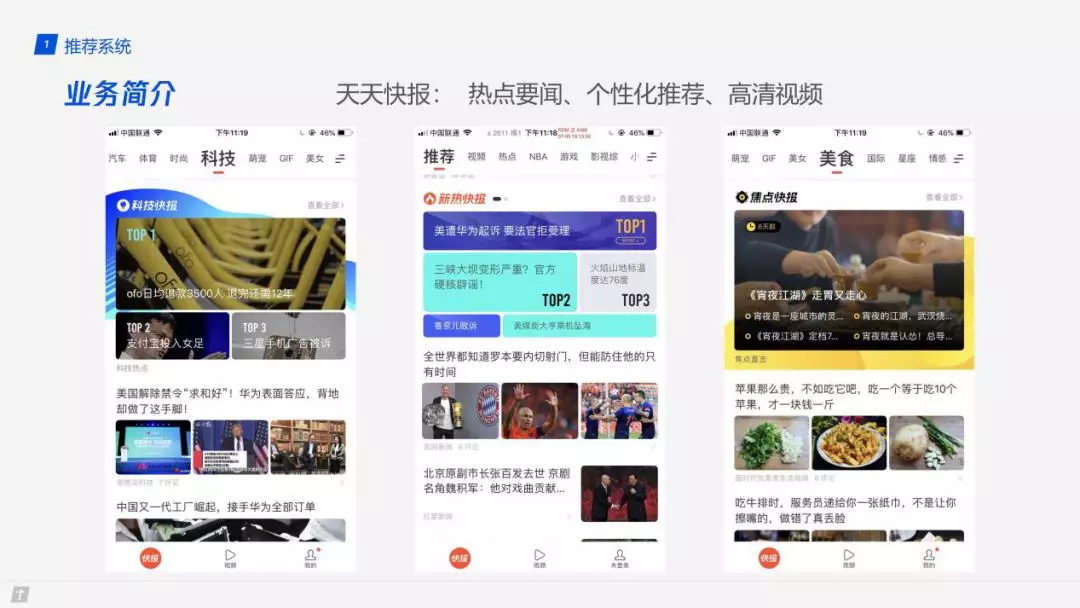 1 推荐系统
业务简介
天天快报： 热点要闻、个性化推荐、高清视频
中国联通 下午11:19 46%
汽车 体育 时尚 科技 萌宠 GIF 美女
科技快报 查看全部
TOP 1
ofo日均退款3500人 退完还需12年
TOP 2
支付宝投入女足
TOP 3
三星手机广告被诉
科技热点
美国解除禁令“求和好”！华为表面答应，背地
却做了这手脚！
7评论
中国又一代工厂崛起，接手华为全部订单
快报 视频 我的
中国联通 下午11:18 46%
推荐 视频 热点 NBA 游戏 影视综 小
新热快报 查看全部
美遭华为起诉 要法官拒受理
TOP1
三峡大坝变形严重？官方
硬核辟谣！
TOP2
火焰山地标温
度达76度
TOP3
香奈儿败诉
美煤炭大亨乘机坠海
全世界都知道罗本要内切射门，但能防住他的只
有时间
6评论
北京原副市长张百发去世 京剧
名角魏积军：他对戏曲贡献...
红星新闻
快报 视频 未登录
中国联通 下午11:19 46%
萌宠 GIF 美女 美食 国际 星座 情感
焦点快报 查看全部
6天前
《宵夜江湖》走胃又走心
宵夜是一座城市的灵...
宵夜的江湖，武汉烧...
《宵夜江湖》定档7...
宵夜就是认怂！总导...
焦点直击
苹果那么贵，不如吃它吧，吃一个等于吃10个
苹果，才一块钱一斤
6评论
吃牛排时，服务员递给你一张纸巾，不是让你
擦嘴的，做错了真丢脸
快报 视频 我的